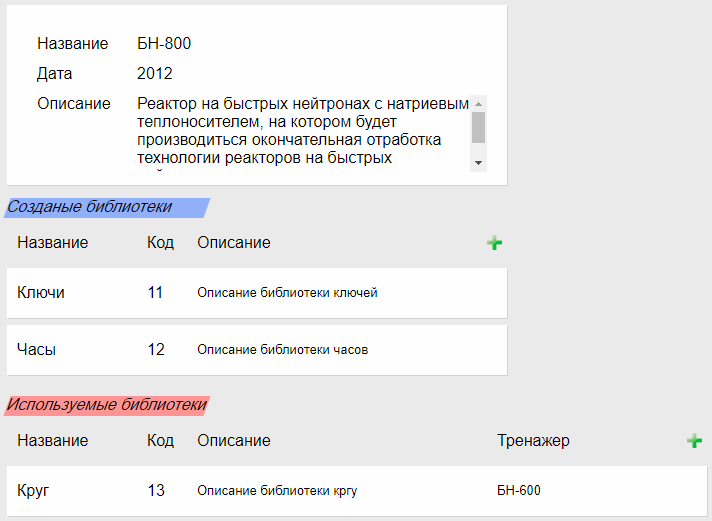 Название БН-800
Дата 2012
Описание Реактор на быстрых нейтронах с натриевым
теплоносителем, на котором будет
производиться окончательная отработка
технологии реакторов на быстрых
Созданые библиотеки
Название Код Описание
Ключи 11 Описание библиотеки ключей
Часы 12 Описание библиотеки часов
Используемые библиотеки
Название Код Описание Тренажер
Круг 13 Описание библиотеки кргу БН-600